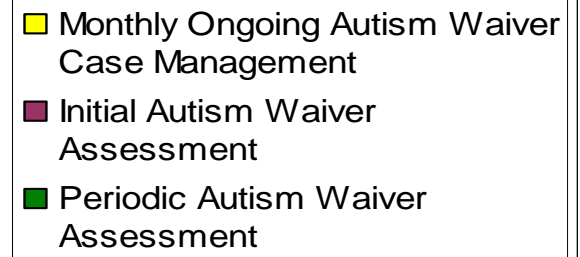 Monthly Ongoing Autism Waiver
Case Management
Initial Autism Waiver
Assessment
Periodic Autism Waiver
Assessment